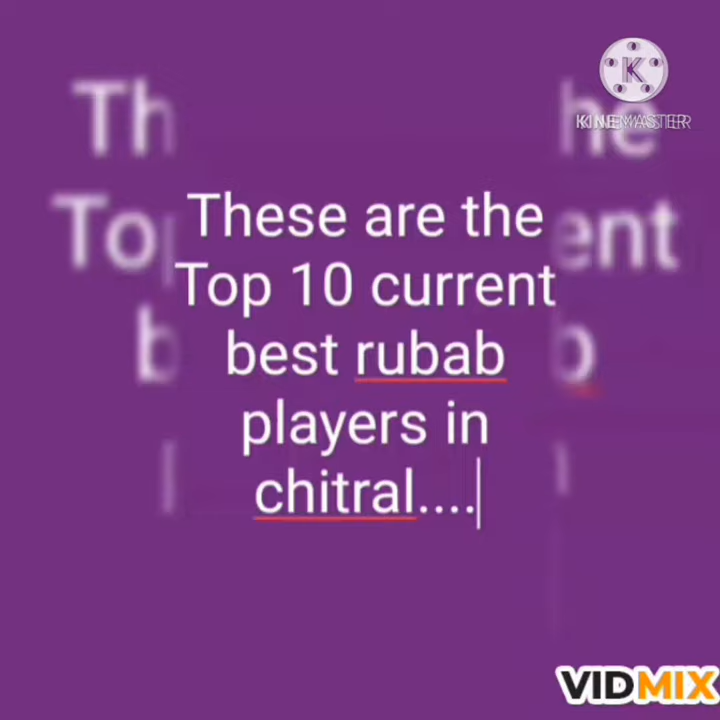 KINEMASTER
These are the
Top 10 current
best rubab
players in
chitral....
VIDMIX